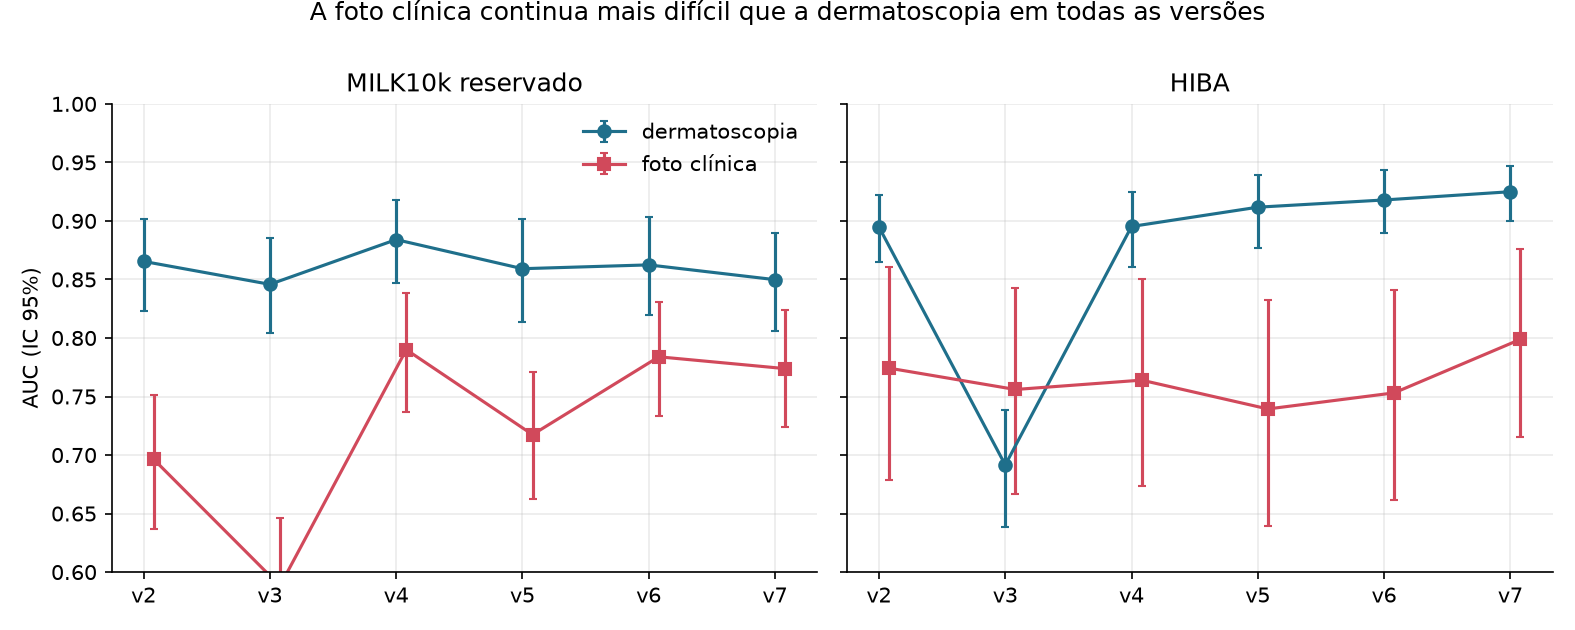 A foto clínica continua mais difícil que a dermatoscopia em todas as versões
MILK10k reservado
HIBA
AUC (IC 95%)
1.00
0.95
0.90
0.85
0.80
0.75
0.70
0.65
0.60
dermatoscopia
foto clínica
v2 v3 v4 v5 v6 v7
v2 v3 v4 v5 v6 v7